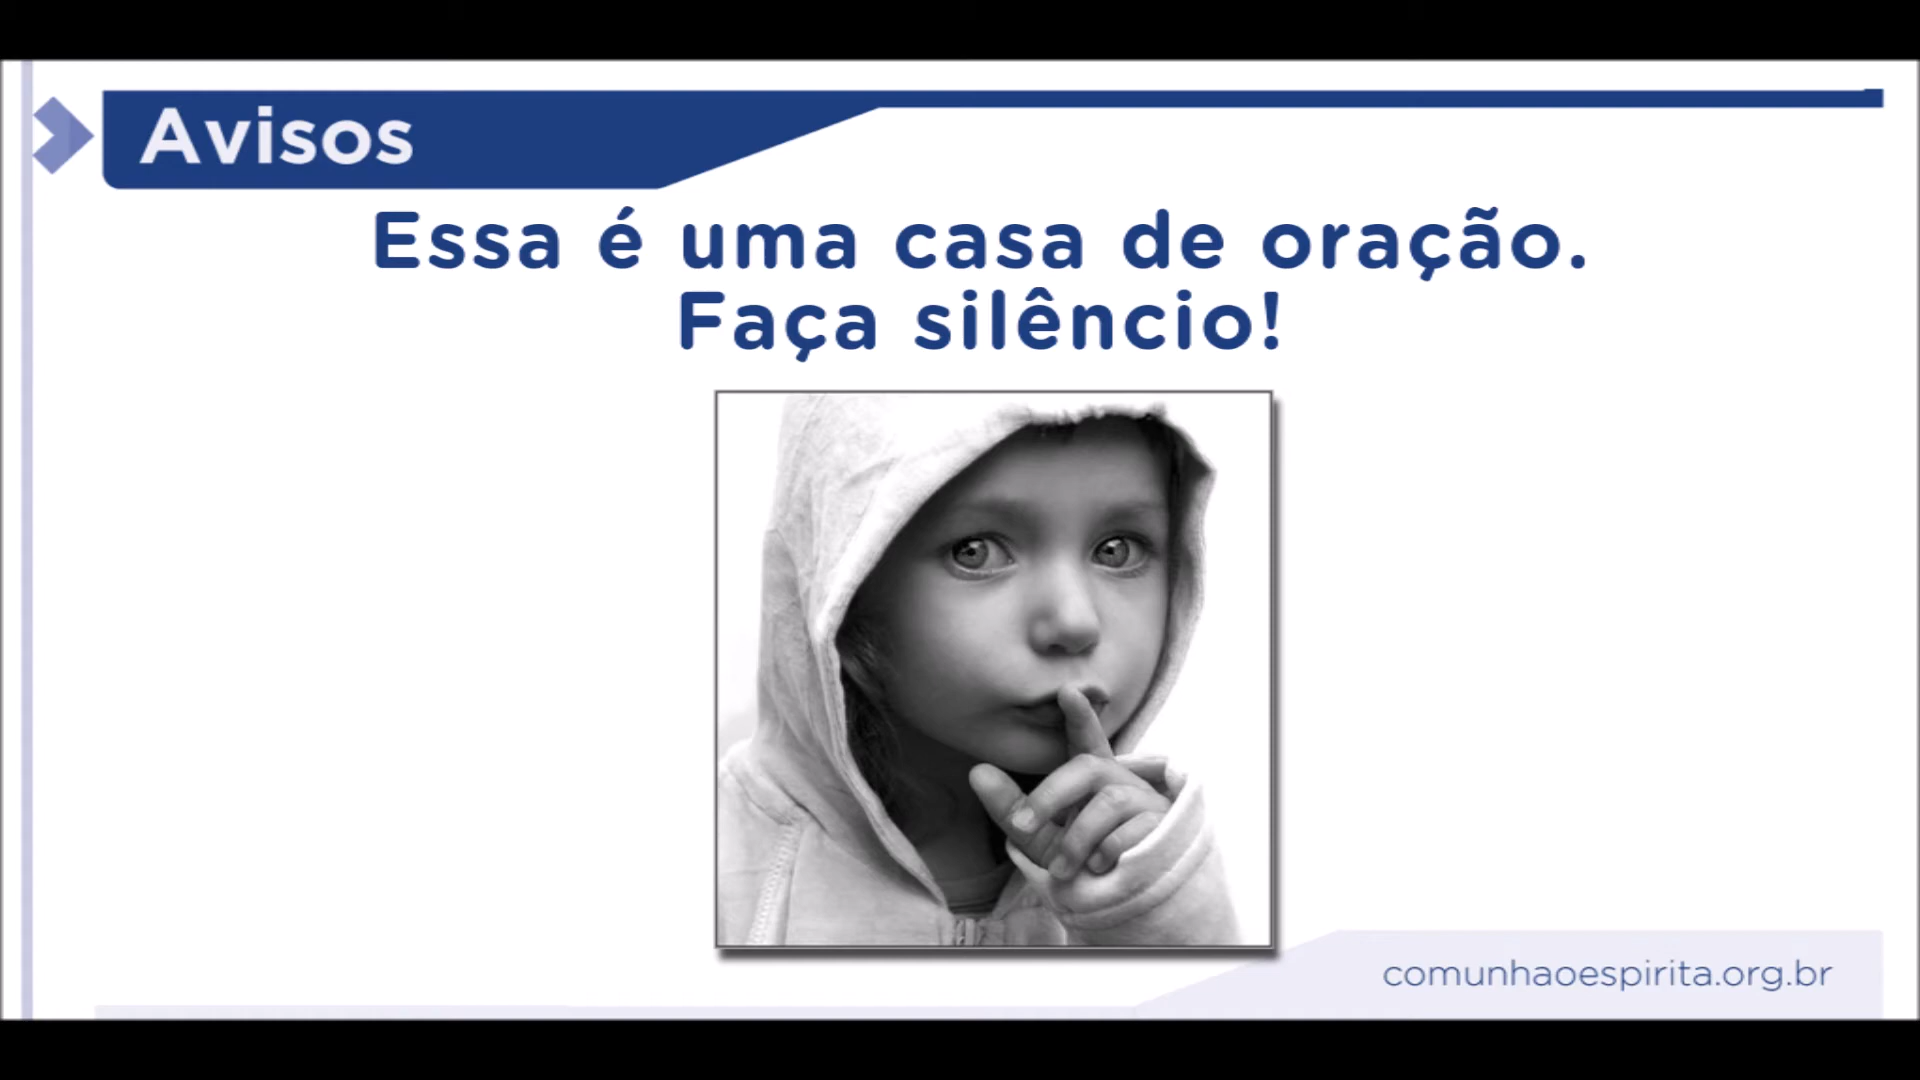 Avisos
Essa é uma casa de oração.
Faça silêncio!
comunhaoespirita.org.br